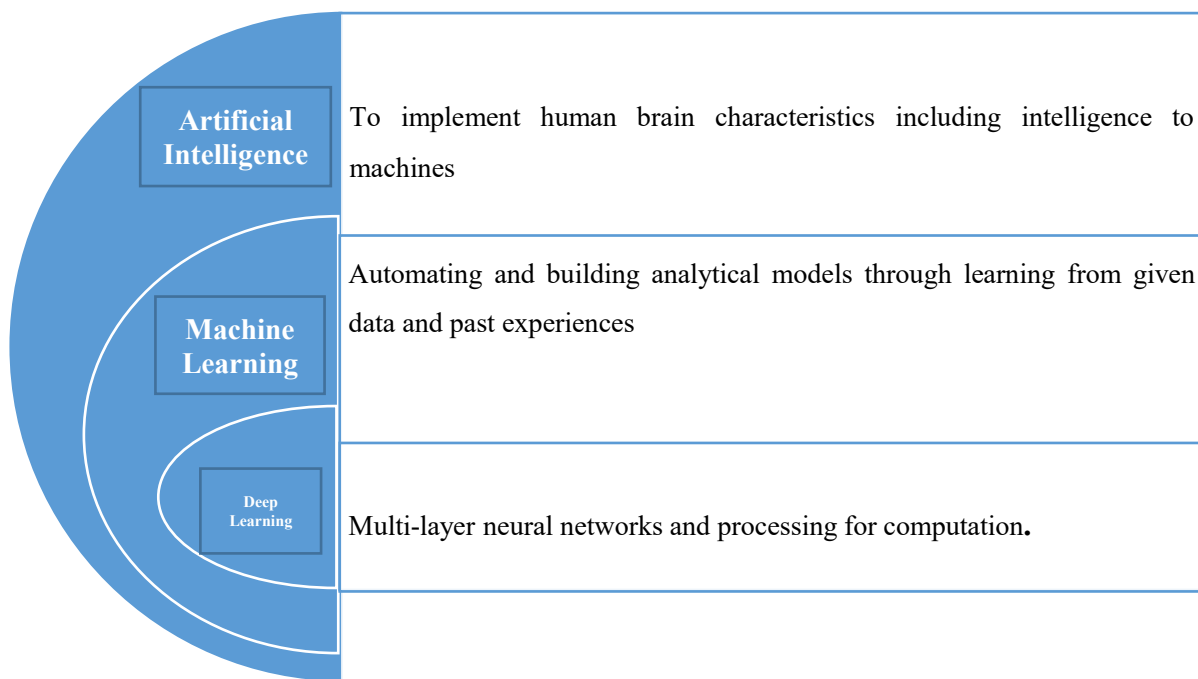 Artificial
Intelligence
To implement human brain characteristics including intelligence to
machines
Machine
Learning
Automating and building analytical models through learning from given
data and past experiences
Deep
Learning
Multi-layer neural networks and processing for computation.